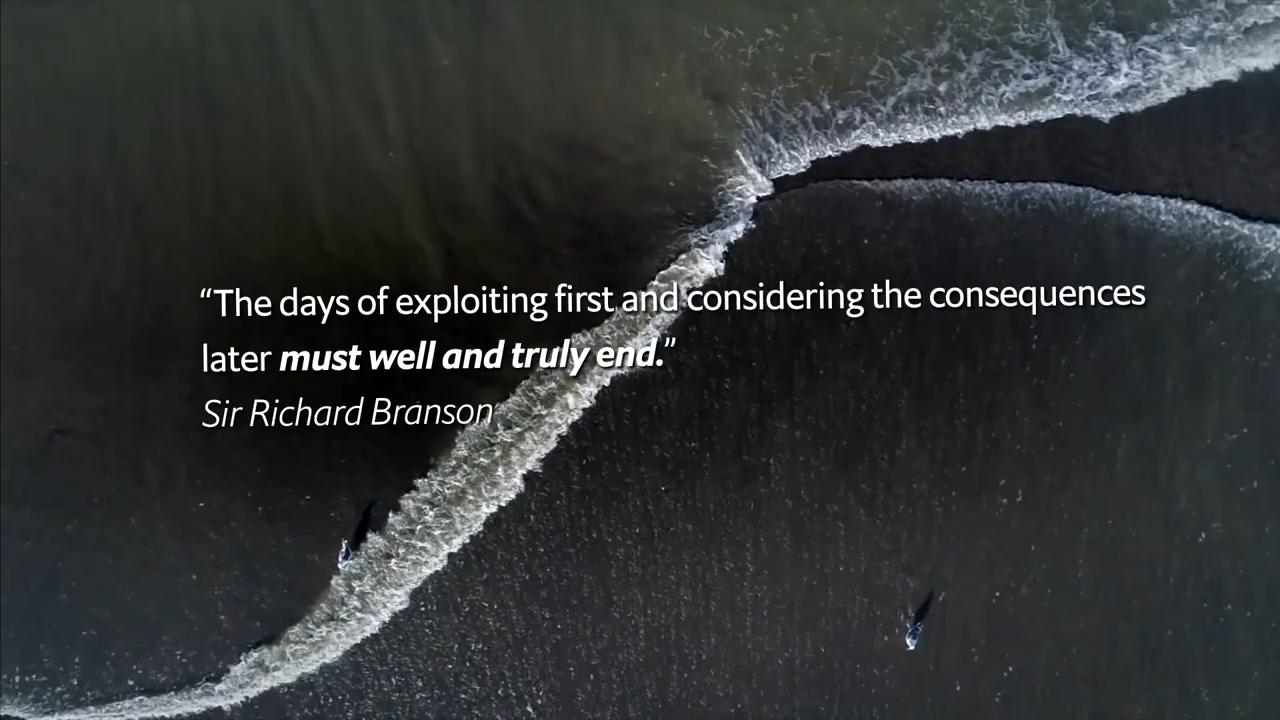 “The days of exploiting first and considering the consequences
later must well and truly end.”
Sir Richard Branson